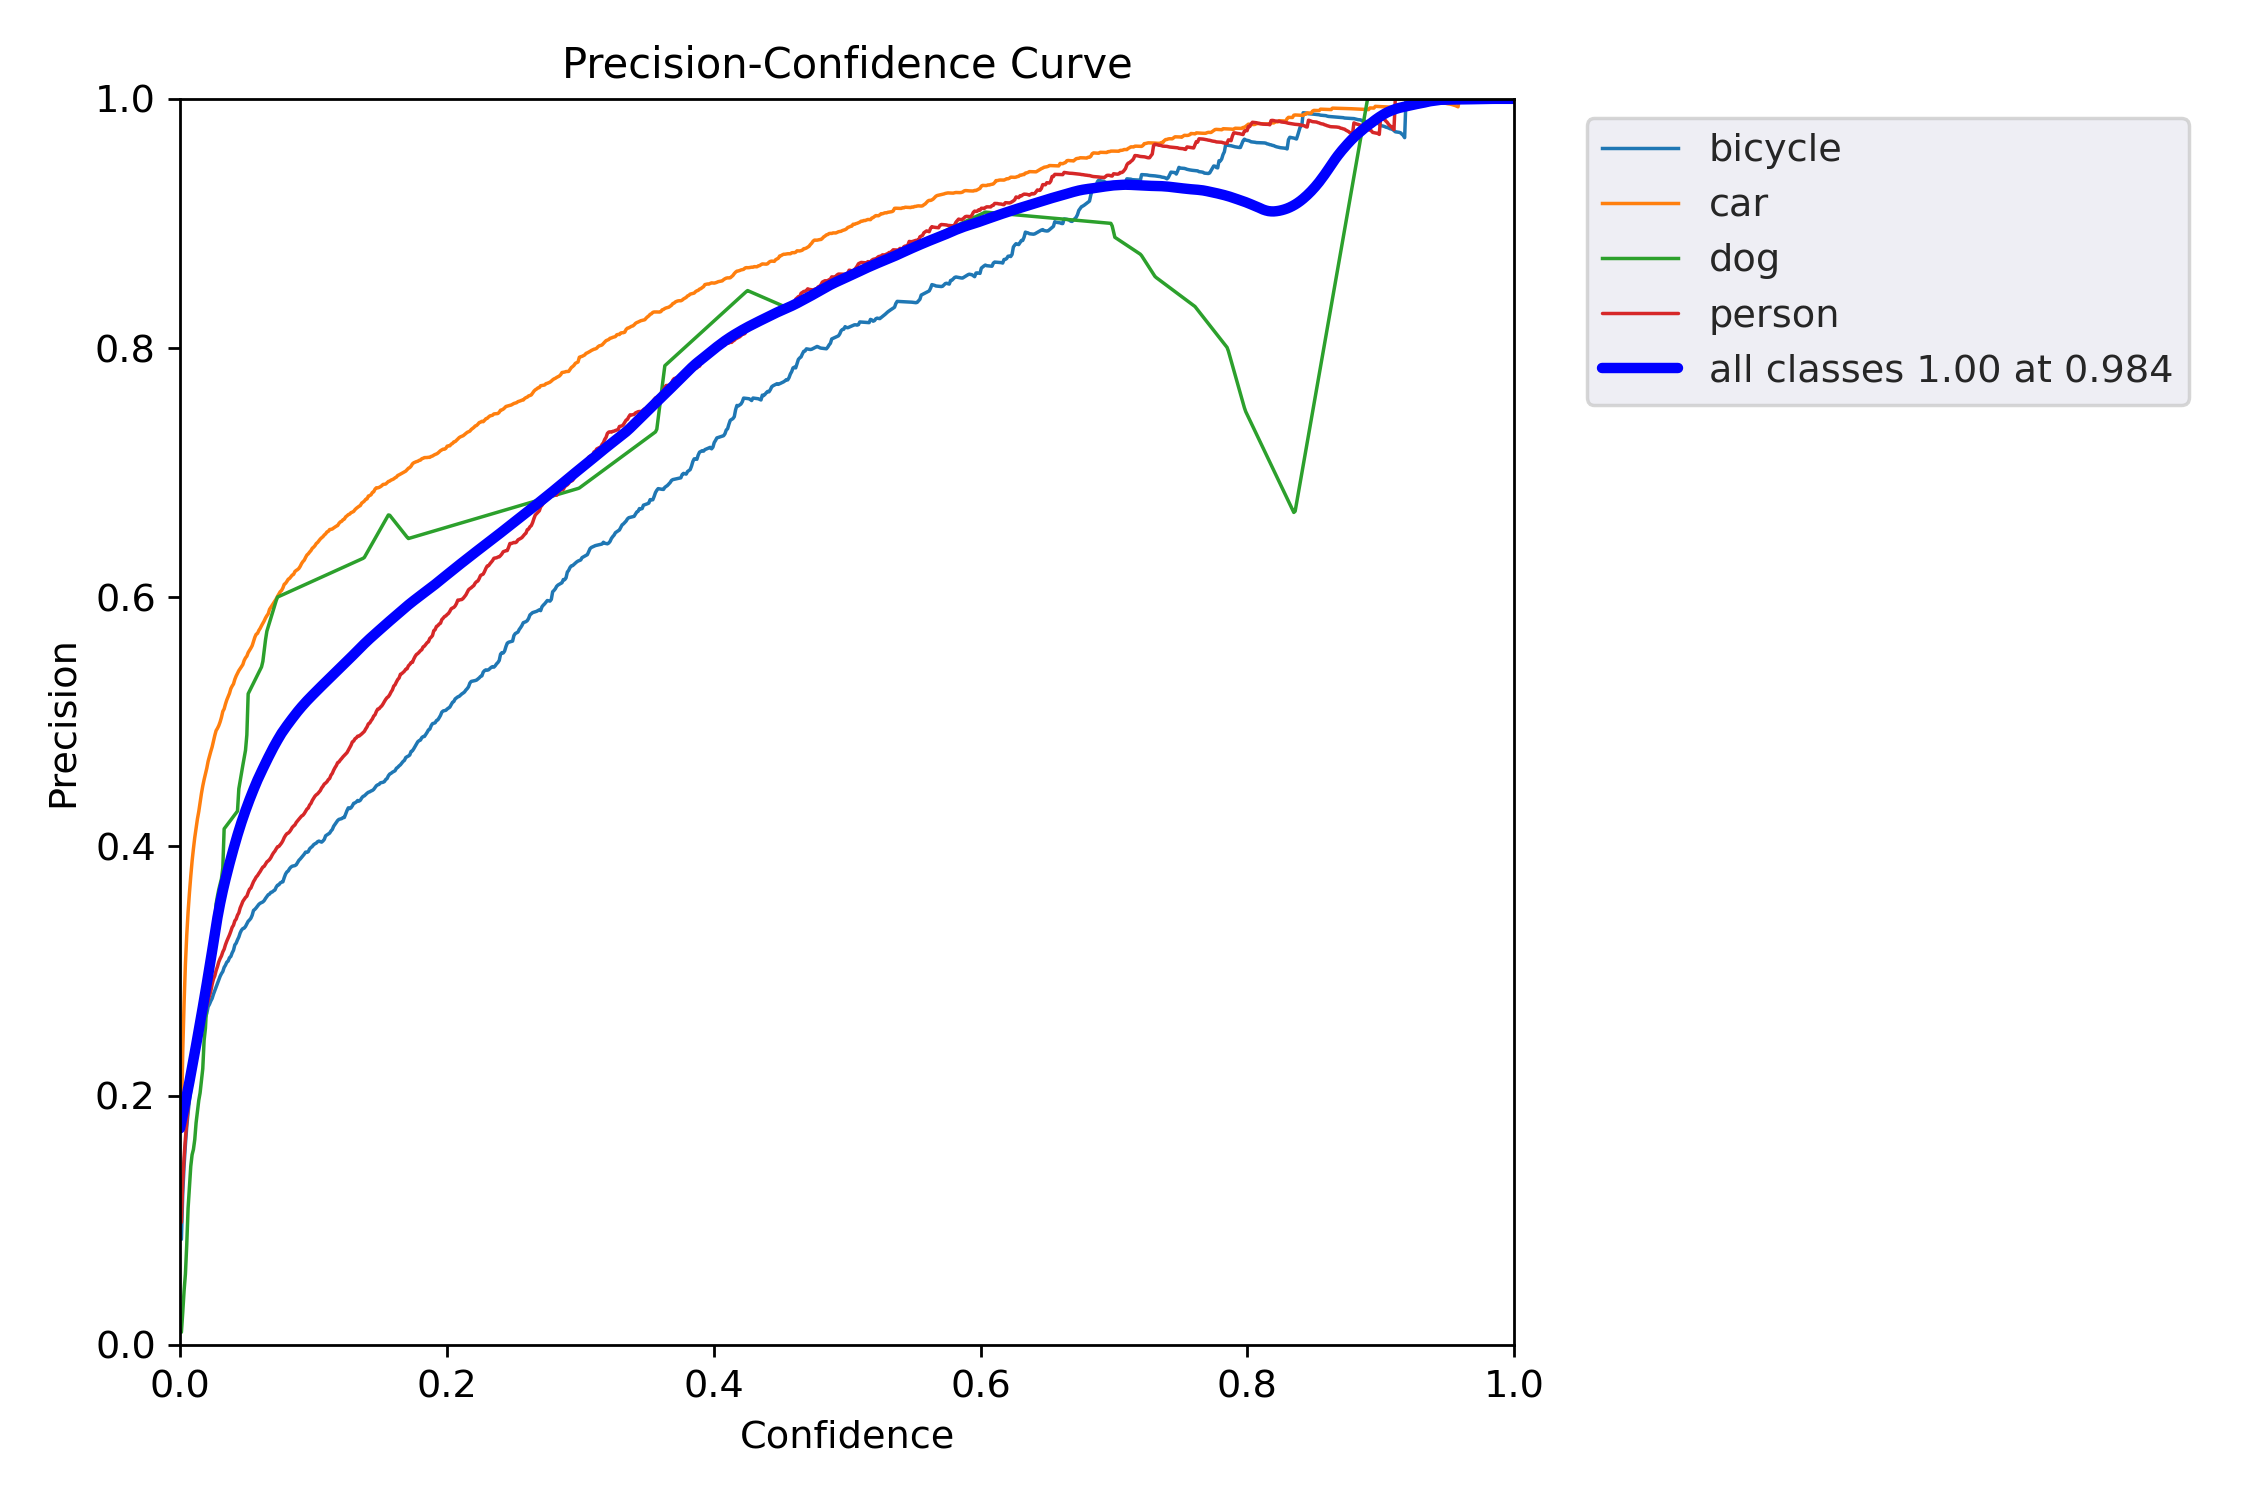 Precision-Confidence Curve
1.0
0.8
0.6
0.4
0.2
0.0
Precision
0.0 0.2 0.4 0.6 0.8 1.0
Confidence
bicycle
car
dog
person
all classes 1.00 at 0.984